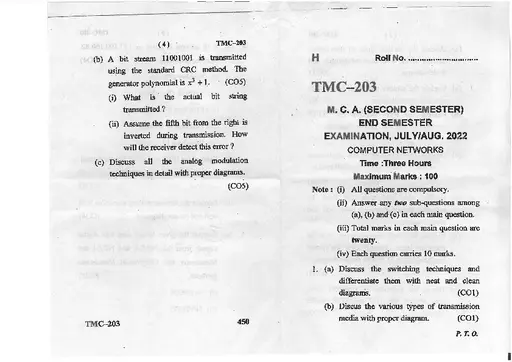 (4) TMC–203
(b) A bit stream 11001001 is transmitted
using the standard CRC method. The
generator polynomial is x³ + 1. (CO5)
(i) What is the actual bit string
transmitted ?
(ii) Assume the fifth bit from the right is
inverted during transmission. How
will the receiver detect this error ?
(c) Discuss all the analog modulation
techniques in detail with proper diagrams.
(CO5)
TMC–203 450
H Roll No. ..............................
TMC–203
M. C. A. (SECOND SEMESTER)
END SEMESTER
EXAMINATION, JULY/AUG. 2022
COMPUTER NETWORKS
Time :Three Hours
Maximum Marks : 100
Note : (i) All questions are compulsory.
(ii) Answer any two sub-questions among
(a), (b) and (c) in each main question.
(iii) Total marks in each main question are
twenty.
(iv) Each question carries 10 marks.
1. (a) Discuss the switching techniques and
differentiate them with neat and clean
diagrams. (CO1)
(b) Discus the various types of transmission
media with proper diagram. (CO1)
P. T. O.